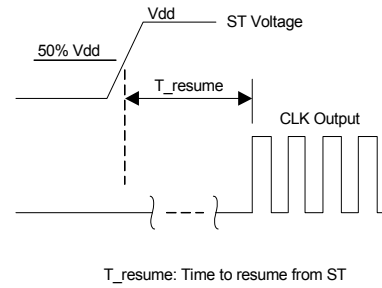 Vdd
ST Voltage
50% Vdd
T_resume
CLK Output
T_resume: Time to resume from ST